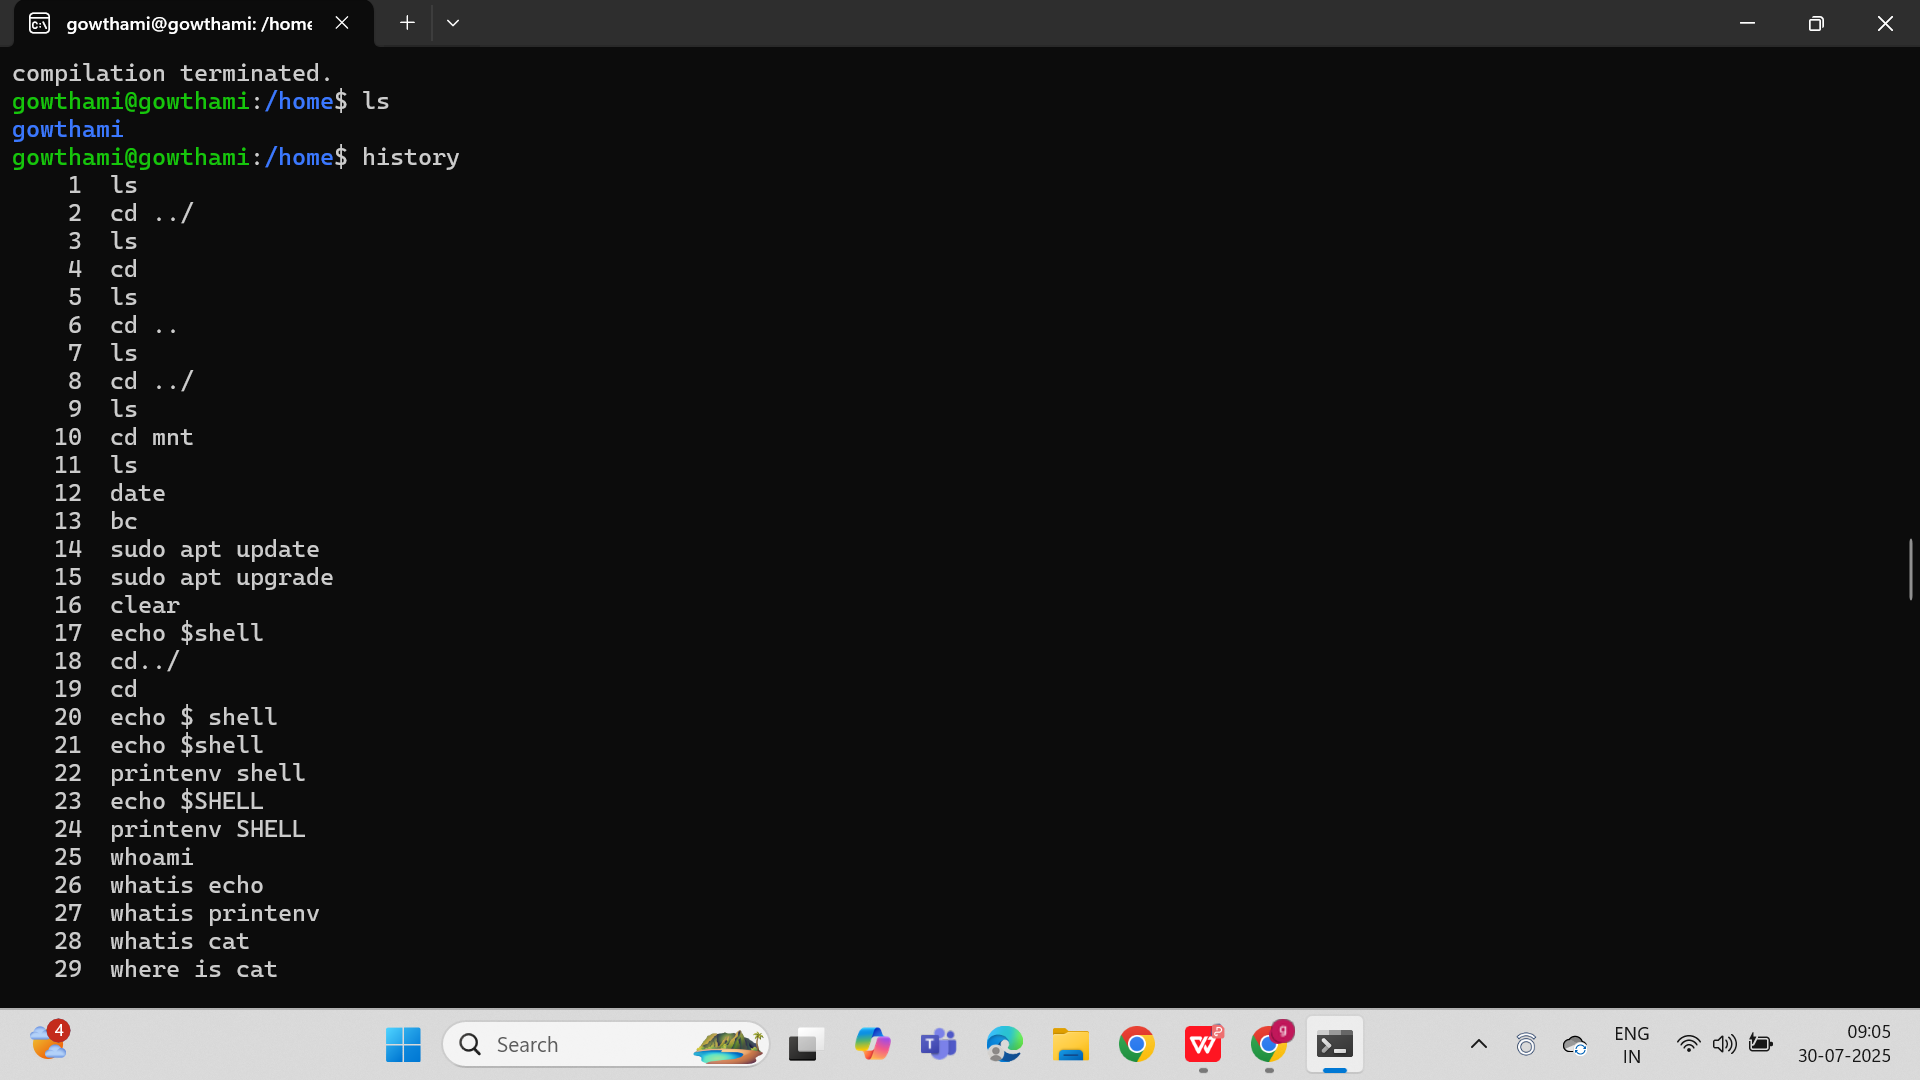 gowthami@gowthami: /home
compilation terminated.
gowthami@gowthami:/home$ ls
gowthami
gowthami@gowthami:/home$ history
1 ls
2 cd ../
3 ls
4 cd
5 ls
6 cd ..
7 ls
8 cd ../
9 ls
10 cd mnt
11 ls
12 date
13 bc
14 sudo apt update
15 sudo apt upgrade
16 clear
17 echo $shell
18 cd../
19 cd
20 echo $ shell
21 echo $shell
22 printenv shell
23 echo $SHELL
24 printenv SHELL
25 whoami
26 whatis echo
27 whatis printenv
28 whatis cat
29 where is cat
4
Search
g
ENG
IN
09:05
30-07-2025